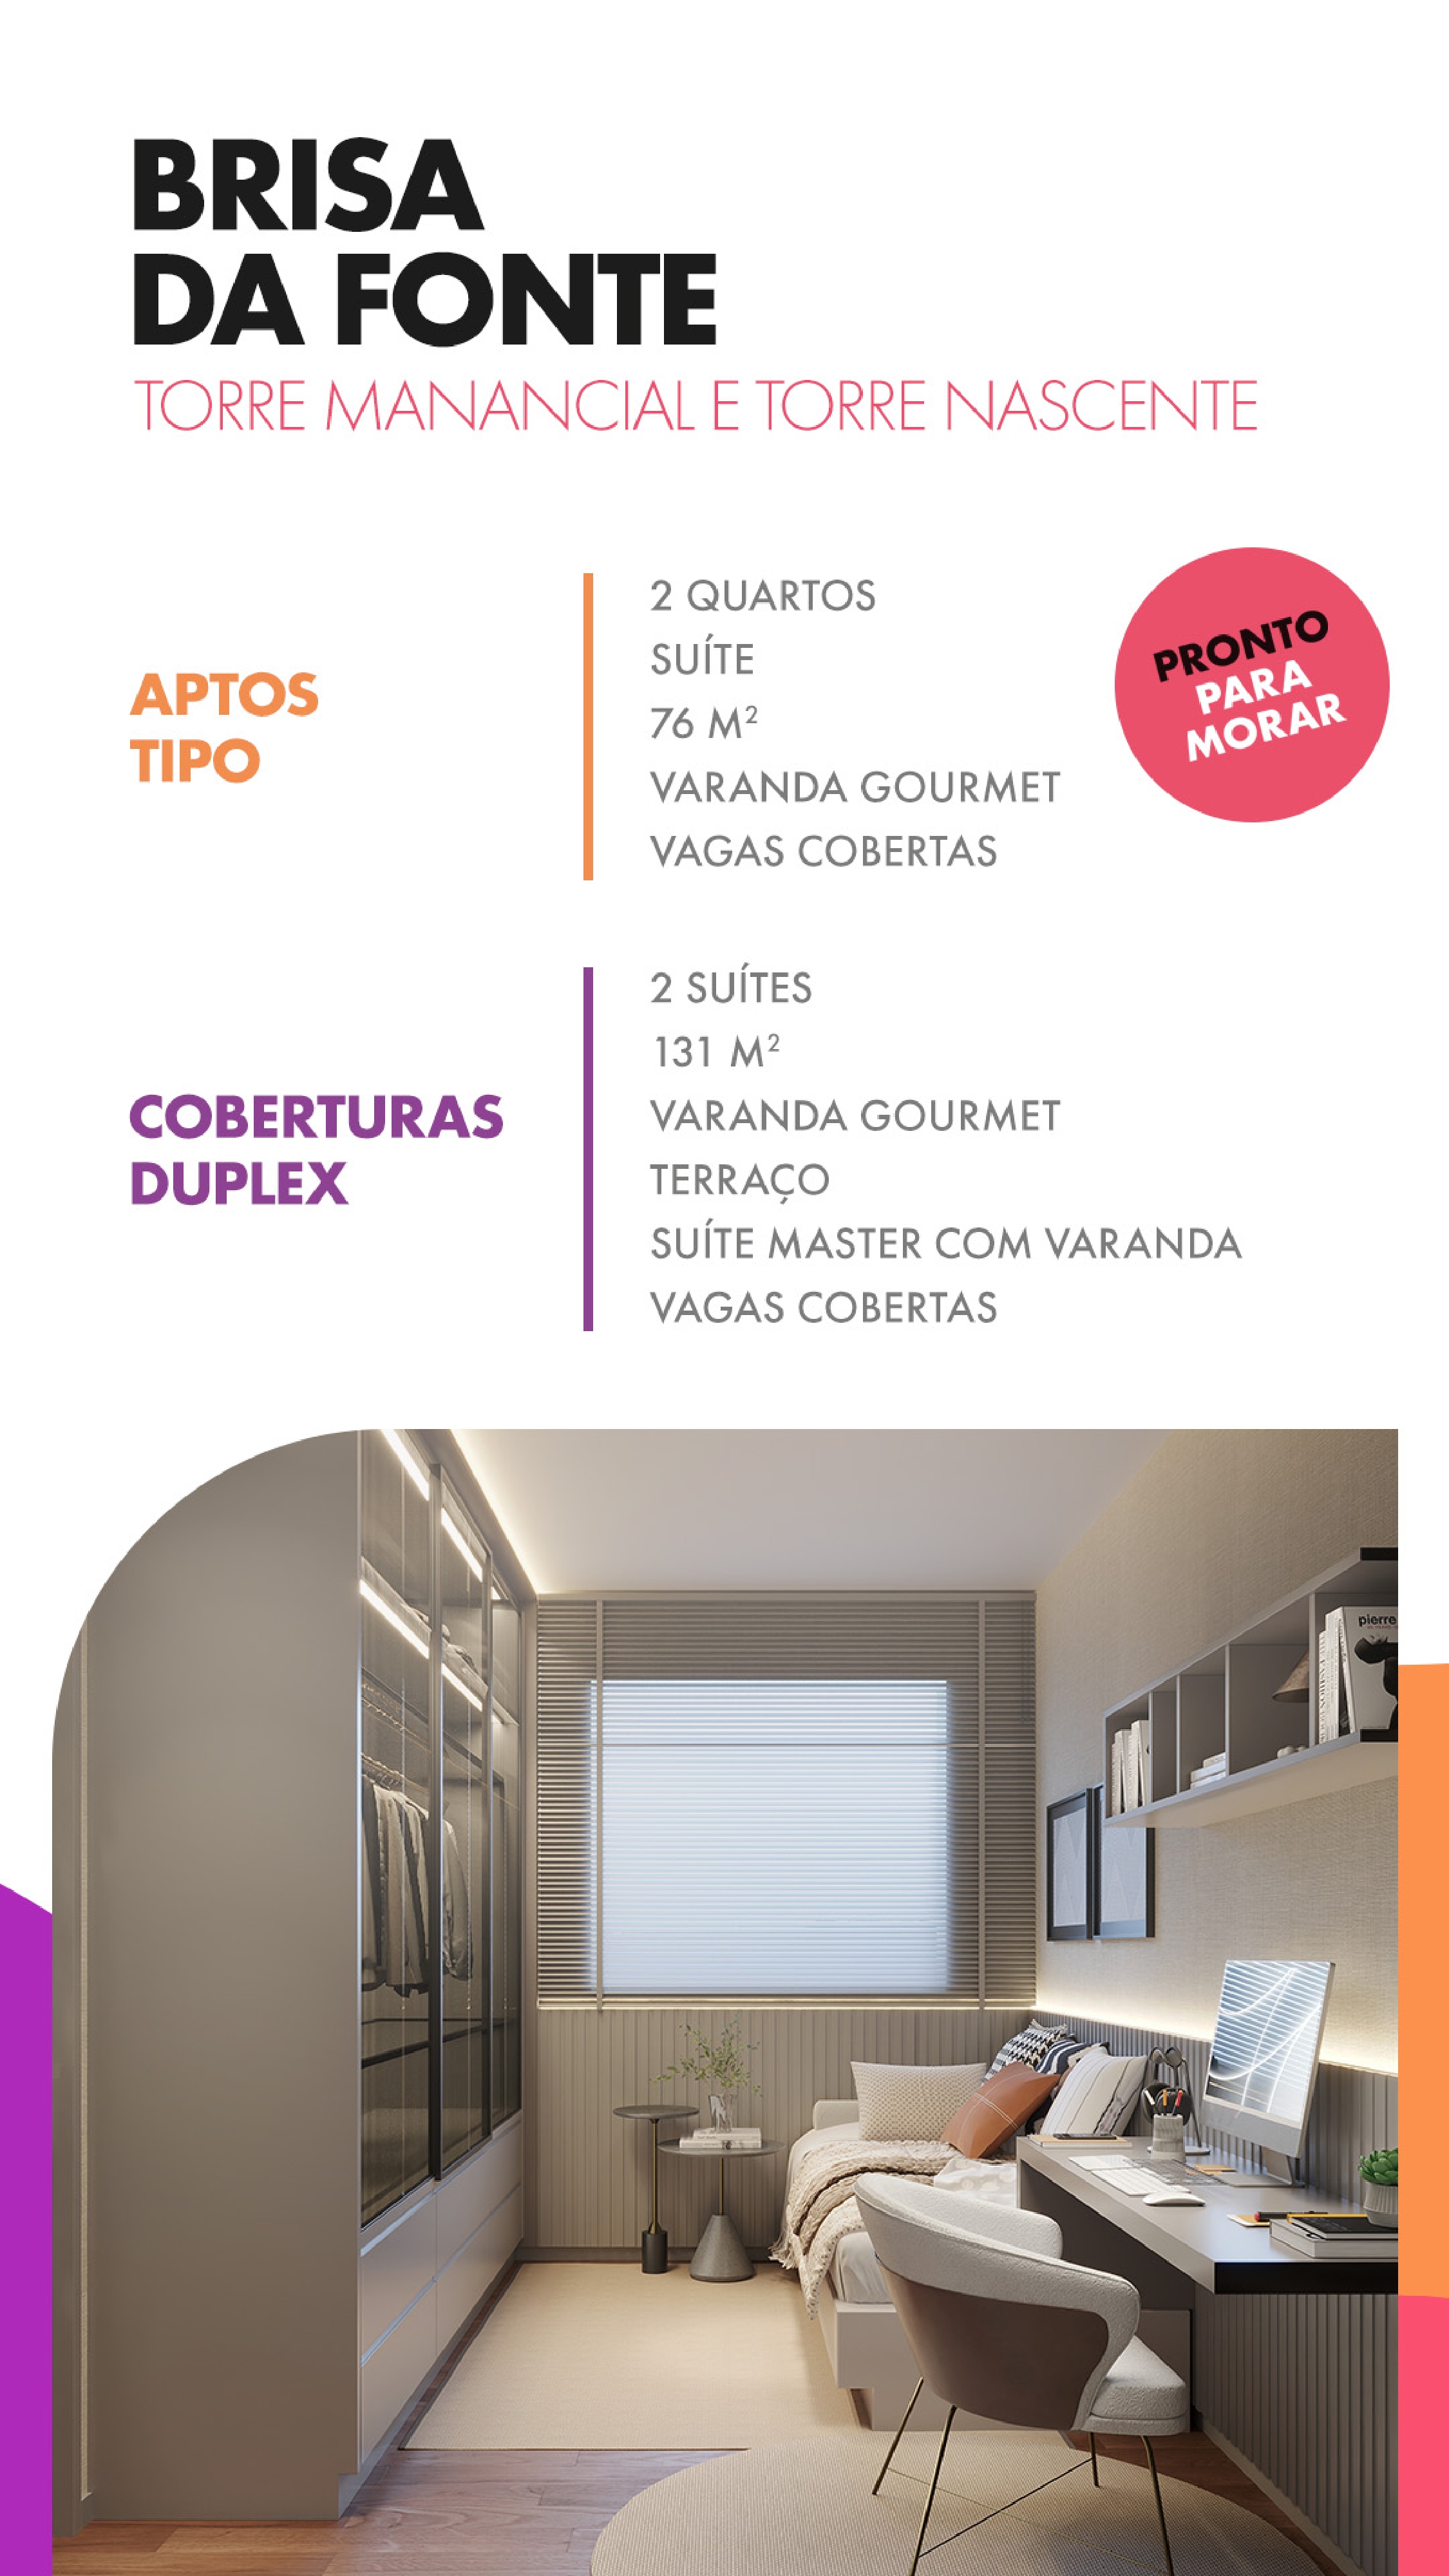 BRISA
DA FONTE
TORRE MANANCIAL E TORRE NASCENTE
APTOS
TIPO
2 QUARTOS
SUÍTE
76 M²
VARANDA GOURMET
VAGAS COBERTAS
PRONTO
PARA
MORAR
COBERTURAS
DUPLEX
2 SUÍTES
131 M²
VARANDA GOURMET
TERRAÇO
SUÍTE MASTER COM VARANDA
VAGAS COBERTAS
pierre